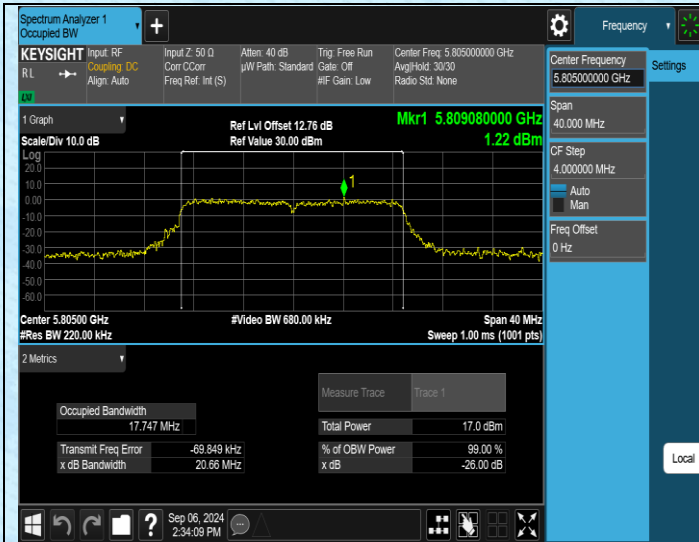 Spectrum Analyzer 1
Occupied BW
Frequency
KEYSIGHT
RL
LU
Input: RF
Coupling: DC
Align: Auto
Input Z: 50 Ω
Corr CCorr
Freq Ref: Int (S)
Atten: 40 dB
µW Path: Standard
Trig: Free Run
Gate: Off
#IF Gain: Low
Center Freq: 5.805000000 GHz
Avg|Hold: 30/30
Radio Std: None
Center Frequency
5.805000000 GHz
Settings
Span
40.000 MHz
CF Step
4.000000 MHz
Auto
Man
Freq Offset
0 Hz
Local
1 Graph
Scale/Div 10.0 dB
Ref Lvl Offset 12.76 dB
Ref Value 30.00 dBm
Mkr1 5.809080000 GHz
1.22 dBm
Log
20.0
10.0
0.00
-10.0
-20.0
-30.0
-40.0
-50.0
-60.0
1
Center 5.80500 GHz
#Res BW 220.00 kHz
#Video BW 680.00 kHz
Span 40 MHz
Sweep 1.00 ms (1001 pts)
2 Metrics
Measure Trace Trace 1
Occupied Bandwidth
17.747 MHz
Total Power 17.0 dBm
Transmit Freq Error -69.849 kHz
x dB Bandwidth 20.66 MHz
% of OBW Power 99.00 %
x dB -26.00 dB
?
Sep 06, 2024
2:34:09 PM